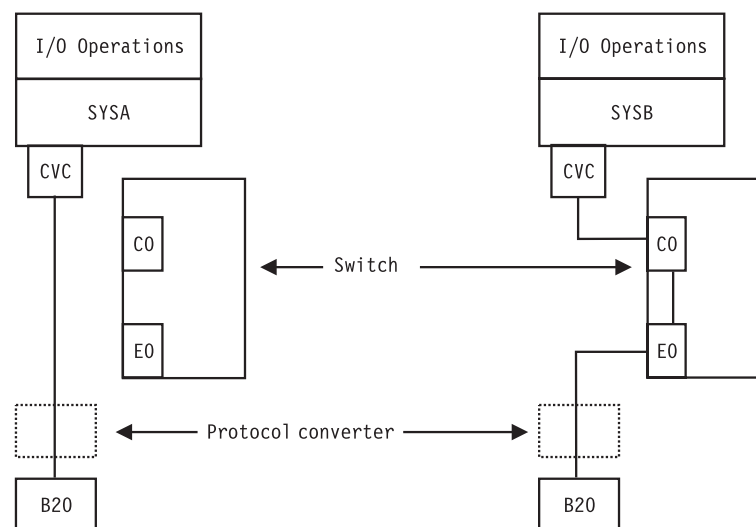 I/O Operations
SYSA
CVC
C0
E0
B20
I/O Operations
SYSB
CVC
C0
E0
B20
Switch
Protocol converter